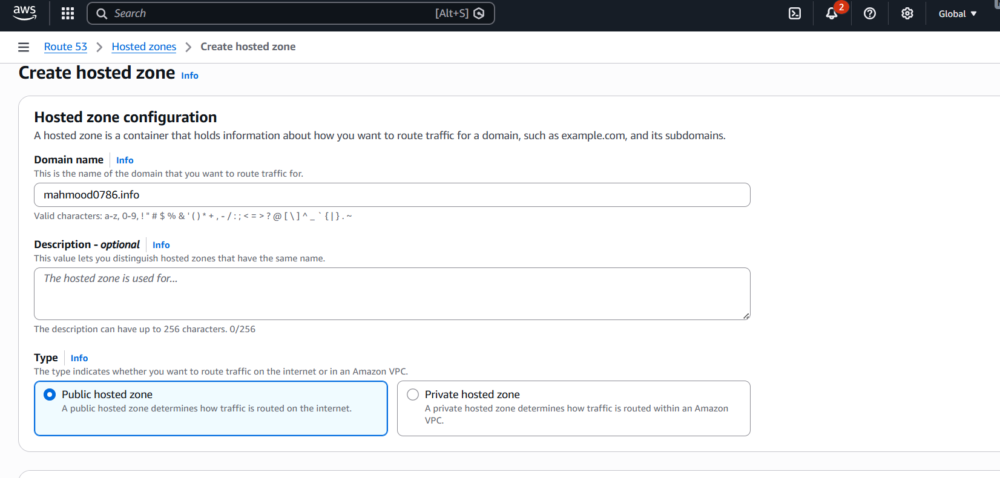 aws
Search [Alt+S] 2 Global
Route 53 Hosted zones Create hosted zone
Create hosted zone Info
Hosted zone configuration
A hosted zone is a container that holds information about how you want to route traffic for a domain, such as example.com, and its subdomains.
Domain name Info
This is the name of the domain that you want to route traffic for.
mahmood0786.info
Valid characters: a-z, 0-9, ! " # $ % & ' ( ) * + , - / : ; < = > ? @ [ \ ] ^ _ ` { | } . ~
Description - optional Info
This value lets you distinguish hosted zones that have the same name.
The hosted zone is used for...
The description can have up to 256 characters. 0/256
Type Info
The type indicates whether you want to route traffic on the internet or in an Amazon VPC.
Public hosted zone
A public hosted zone determines how traffic is routed on the internet.
Private hosted zone
A private hosted zone determines how traffic is routed within an Amazon
VPC.